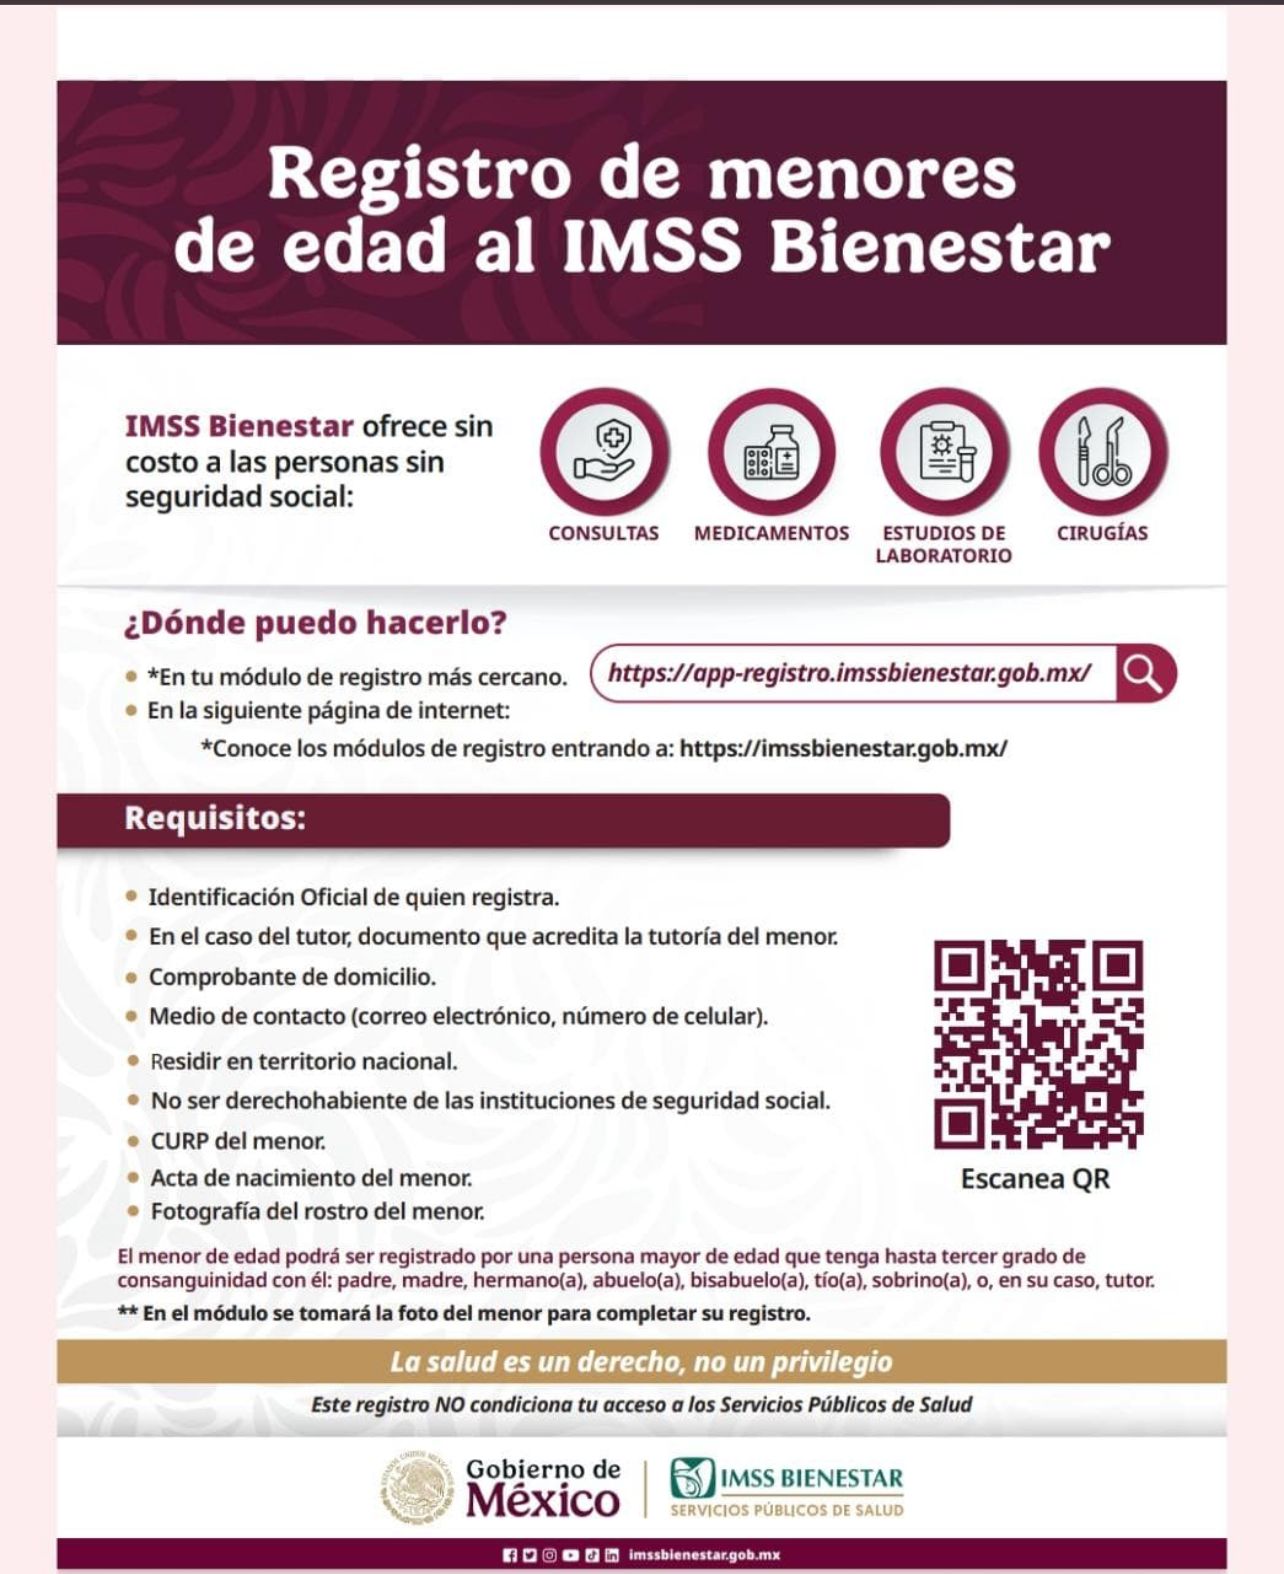 Registro de menores
de edad al IMSS Bienestar
IMSS Bienestar ofrece sin
costo a las personas sin
seguridad social:
CONSULTAS
MEDICAMENTOS
ESTUDIOS DE
LABORATORIO
CIRUGÍAS
¿Dónde puedo hacerlo?
• *En tu módulo de registro más cercano.
• En la siguiente página de internet:
https://app-registro.imssbienestar.gob.mx/
*Conoce los módulos de registro entrando a: https://imssbienestar.gob.mx/
Requisitos:
• Identificación Oficial de quien registra.
• En el caso del tutor, documento que acredita la tutoría del menor.
• Comprobante de domicilio.
• Medio de contacto (correo electrónico, número de celular).
• Residir en territorio nacional.
• No ser derechohabiente de las instituciones de seguridad social.
• CURP del menor.
• Acta de nacimiento del menor.
• Fotografía del rostro del menor.
Escanea QR
El menor de edad podrá ser registrado por una persona mayor de edad que tenga hasta tercer grado de
consanguinidad con él: padre, madre, hermano(a), abuelo(a), bisabuelo(a), tío(a), sobrino(a), o, en su caso, tutor.
** En el módulo se tomará la foto del menor para completar su registro.
La salud es un derecho, no un privilegio
Este registro NO condiciona tu acceso a los Servicios Públicos de Salud
ESTADOS UNIDOS MEXICANOS
Gobierno de
México
IMSS BIENESTAR
SERVICIOS PÚBLICOS DE SALUD
imssbienestar.gob.mx